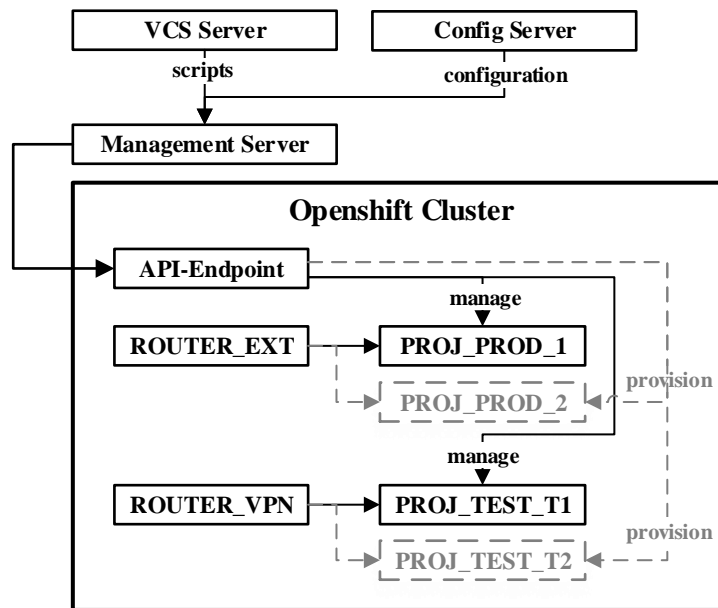 VCS Server
Config Server
scripts
configuration
Management Server
Openshift Cluster
API-Endpoint
manage
ROUTER_EXT
PROJ_PROD_1
provision
PROJ_PROD_2
manage
ROUTER_VPN
PROJ_TEST_T1
provision
PROJ_TEST_T2